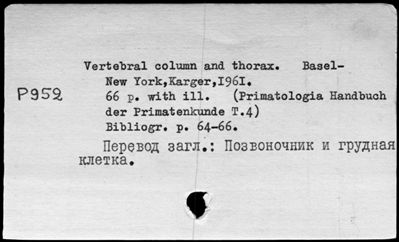 Vertebral column and thorax. Basel-
New York,Karger,1961.
P952
66 p. with ill. (Primatologia Handbuch
der Primatenkunde T.4)
Bibliogr. p. 64-66.
Перевод загл.: Позвоночник и грудная
клетка.